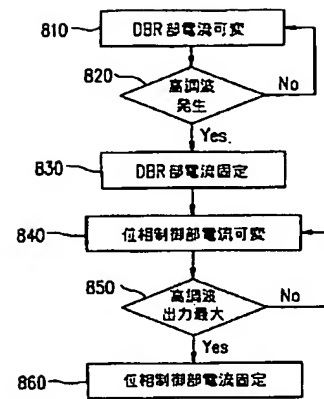 810
DBR部電流可変
820
高調波
発生
No
Yes.
830
DBR部電流固定
840
位相制御部電流可変
850
高調波
出力最大
No
Yes
860
位相制御部電流固定